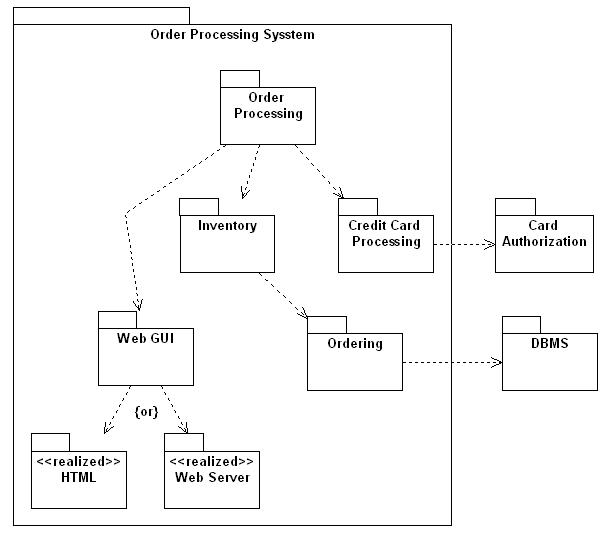 Order Processing Sysstem
Order
Processing
Inventory
Credit Card
Processing
Card
Authorization
Web GUI
Ordering
DBMS
{or}
<<realized>>
HTML
<<realized>>
Web Server